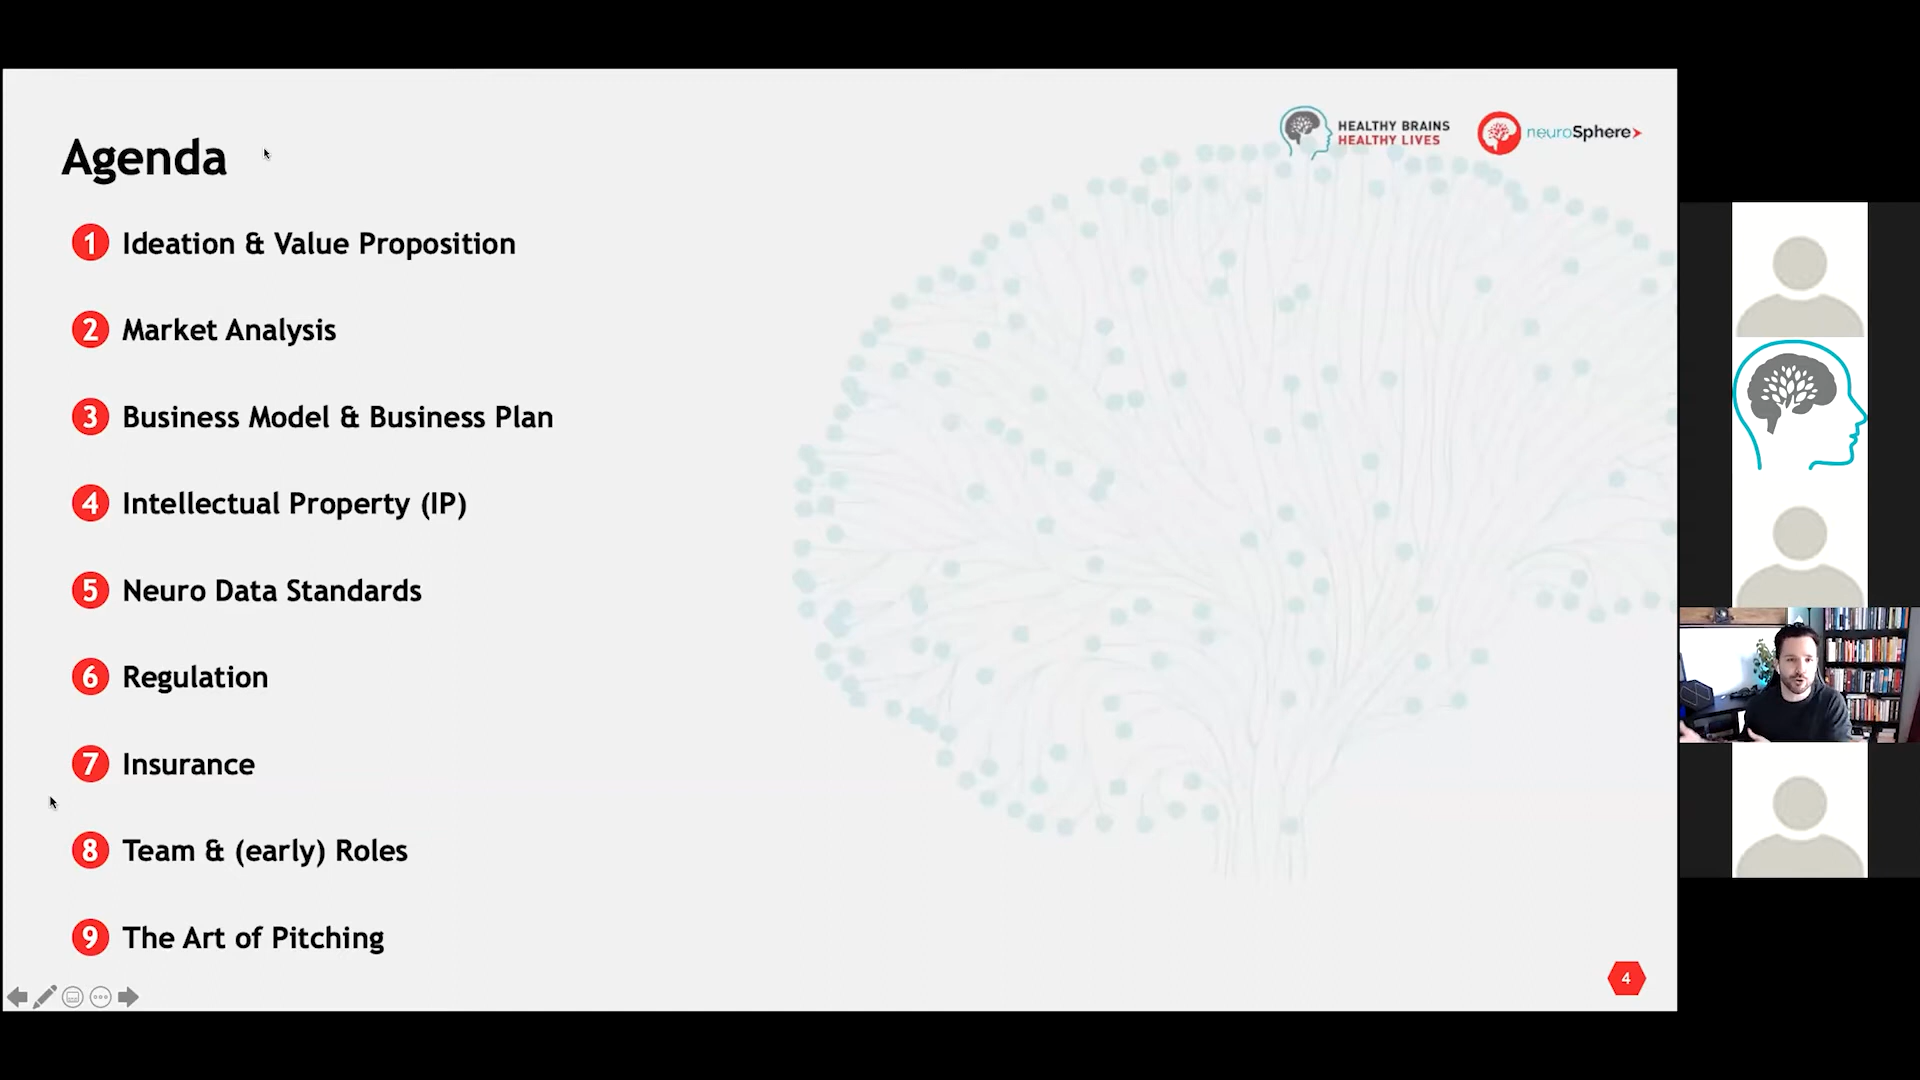 Agenda
HEALTHY BRAINS
HEALTHY LIVES
neuroSphere
1 Ideation & Value Proposition
2 Market Analysis
3 Business Model & Business Plan
4 Intellectual Property (IP)
5 Neuro Data Standards
6 Regulation
7 Insurance
8 Team & (early) Roles
9 The Art of Pitching
4